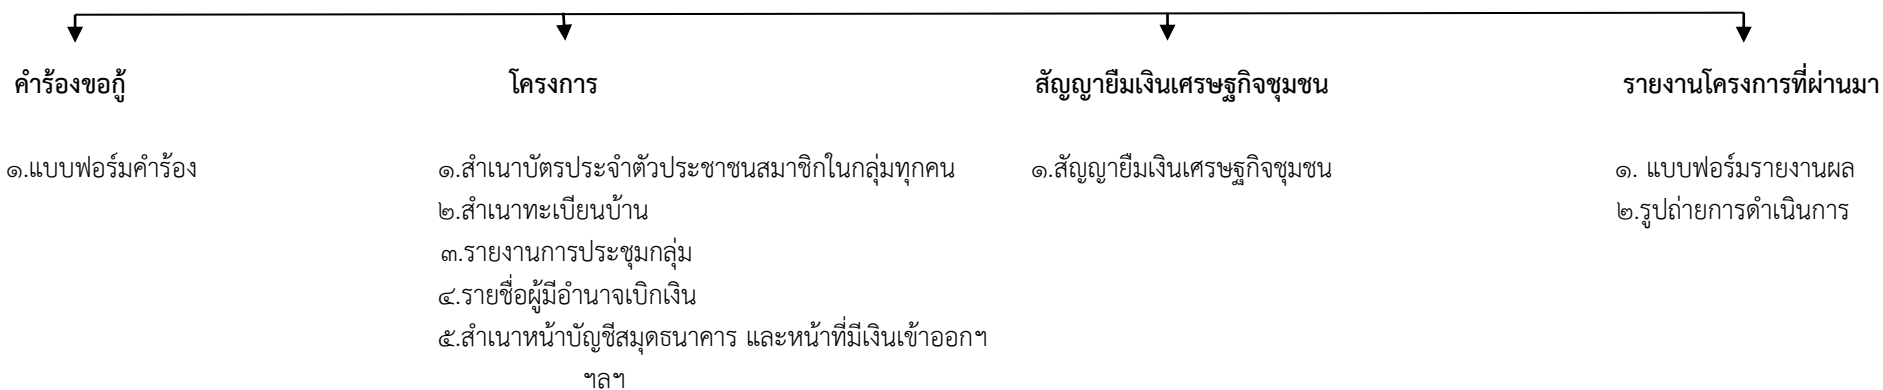 คำร้องขอกู้
๑.แบบฟอร์มคำร้อง
โครงการ
๑.สำเนาบัตรประจำตัวประชาชนสมาชิกในกลุ่มทุกคน
๒.สำเนาทะเบียนบ้าน
๓.รายงานการประชุมกลุ่ม
๔.รายชื่อผู้มีอำนาจเบิกเงิน
๕.สำเนาหน้าบัญชีสมุดธนาคาร และหน้าที่มีเงินเข้าออกฯ
ฯลฯ
สัญญายืมเงินเศรษฐกิจชุมชน
๑.สัญญายืมเงินเศรษฐกิจชุมชน
รายงานโครงการที่ผ่านมา
๑. แบบฟอร์มรายงานผล
๒.รูปถ่ายการดำเนินการ